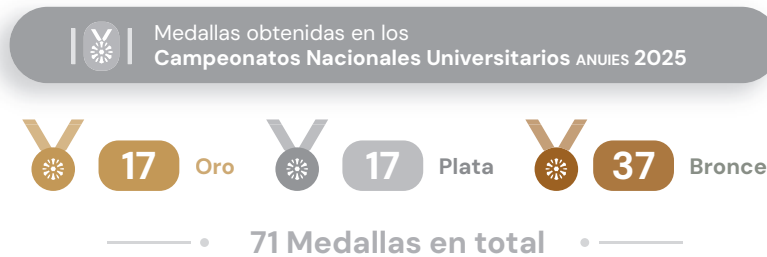 Medallas obtenidas en los
Campeonatos Nacionales Universitarios ANUIES 2025
17 Oro 17 Plata 37 Bronce
71 Medallas en total